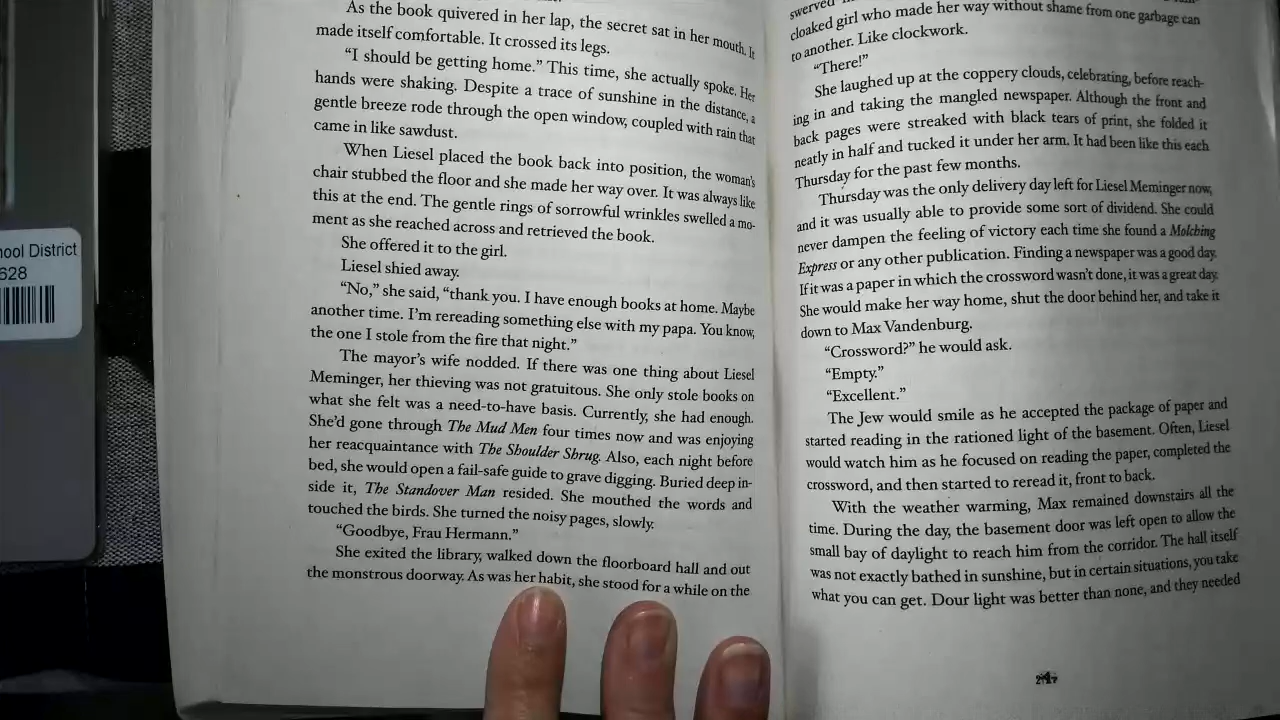 hool District
628
As the book quivered in her lap, the secret sat in her mouth. It
made itself comfortable. It crossed its legs.
“I should be getting home.” This time, she actually spoke. Her
hands were shaking. Despite a trace of sunshine in the distance, a
gentle breeze rode through the open window, coupled with rain that
came in like sawdust.
When Liesel placed the book back into position, the woman’s
chair stubbed the floor and she made her way over. It was always like
this at the end. The gentle rings of sorrowful wrinkles swelled a mo-
ment as she reached across and retrieved the book.
She offered it to the girl.
Liesel shied away.
“No,” she said, “thank you. I have enough books at home. Maybe
another time. I’m rereading something else with my papa. You know,
the one I stole from the fire that night.”
The mayor’s wife nodded. If there was one thing about Liesel
Meminger, her thieving was not gratuitous. She only stole books on
what she felt was a need-to-have basis. Currently, she had enough.
She’d gone through The Mud Men four times now and was enjoying
her reacquaintance with The Shoulder Shrug. Also, each night before
bed, she would open a fail-safe guide to grave digging. Buried deep in-
side it, The Standover Man resided. She mouthed the words and
touched the birds. She turned the noisy pages, slowly.
“Goodbye, Frau Hermann.”
She exited the library, walked down the floorboard hall and out
the monstrous doorway. As was her habit, she stood for a while on the
swerved
cloaked girl who made her way without shame from one garbage can
to another. Like clockwork.
“There!”
She laughed up at the coppery clouds, celebrating, before reach-
ing in and taking the mangled newspaper. Although the front and
back pages were streaked with black tears of print, she folded it
neatly in half and tucked it under her arm. It had been like this each
Thursday for the past few months.
Thursday was the only delivery day left for Liesel Meminger now,
and it was usually able to provide some sort of dividend. She could
never dampen the feeling of victory each time she found a Molching
Express or any other publication. Finding a newspaper was a good day.
If it was a paper in which the crossword wasn’t done, it was a great day.
She would make her way home, shut the door behind her, and take it
down to Max Vandenburg.
“Crossword?” he would ask.
“Empty.”
“Excellent.”
The Jew would smile as he accepted the package of paper and
started reading in the rationed light of the basement. Often, Liesel
would watch him as he focused on reading the paper, completed the
crossword, and then started to reread it, front to back.
With the weather warming, Max remained downstairs all the
time. During the day, the basement door was left open to allow the
small bay of daylight to reach him from the corridor. The hall itself
was not exactly bathed in sunshine, but in certain situations, you take
what you can get. Dour light was better than none, and they needed